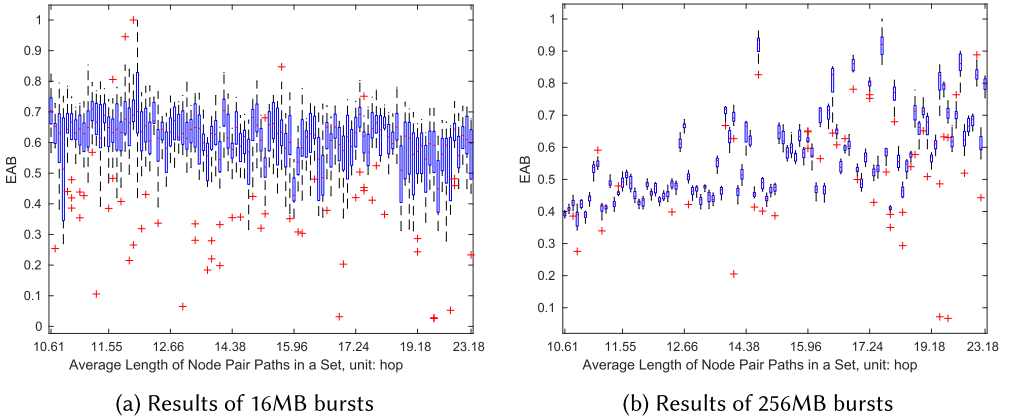 1
0.9
0.8
0.7
0.6
0.5
0.4
0.3
0.2
0.1
0
EAB
10.61 11.55 12.66 14.38 15.96 17.24 19.18 23.18
Average Length of Node Pair Paths in a Set, unit: hop
(a) Results of 16MB bursts
1
0.9
0.8
0.7
0.6
0.5
0.4
0.3
0.2
0.1
EAB
10.61 11.55 12.66 14.38 15.96 17.24 19.18 23.18
Average Length of Node Pair Paths in a Set, unit: hop
(b) Results of 256MB bursts